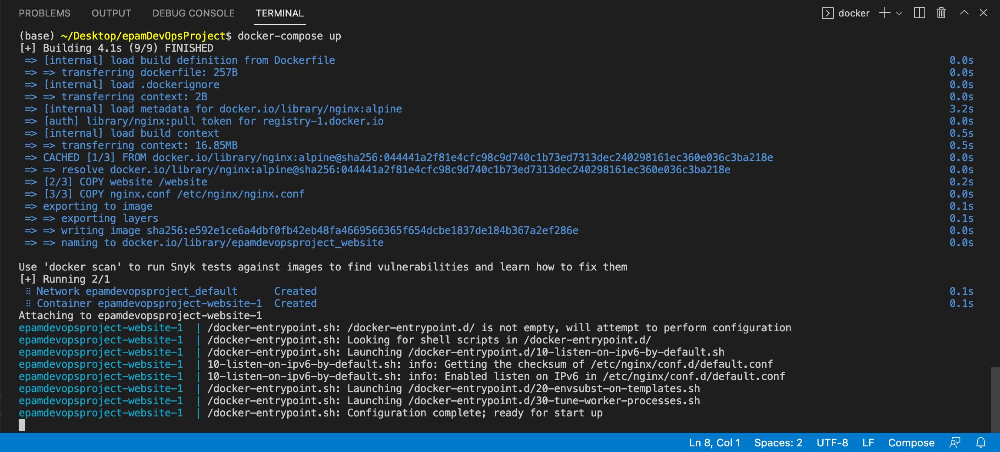 PROBLEMS OUTPUT DEBUG CONSOLE TERMINAL docker
(base) ~/Desktop/epamDevOpsProject$ docker-compose up
[+] Building 4.1s (9/9) FINISHED
=> [internal] load build definition from Dockerfile 0.0s
=> => transferring dockerfile: 257B 0.0s
=> [internal] load .dockerignore 0.0s
=> => transferring context: 2B 0.0s
=> [internal] load metadata for docker.io/library/nginx:alpine 3.2s
=> [auth] library/nginx:pull token for registry-1.docker.io 0.0s
=> [internal] load build context 0.5s
=> => transferring context: 16.85MB 0.5s
=> CACHED [1/3] FROM docker.io/library/nginx:alpine@sha256:044441a2f81e4cfc98c9d740c1b73ed7313dec240298161ec360e036c3ba218e 0.0s
=> => resolve docker.io/library/nginx:alpine@sha256:044441a2f81e4cfc98c9d740c1b73ed7313dec240298161ec360e036c3ba218e 0.0s
=> [2/3] COPY website /website 0.2s
=> [3/3] COPY nginx.conf /etc/nginx/nginx.conf 0.0s
=> exporting to image 0.1s
=> => exporting layers 0.1s
=> => writing image sha256:e592e1ce6a4dbf0fb42eb48fa4669566365f654dcbe1837de184b367a2ef286e 0.0s
=> => naming to docker.io/library/epamdevopsproject_website 0.0s
Use 'docker scan' to run Snyk tests against images to find vulnerabilities and learn how to fix them
[+] Running 2/1
⠿ Network epamdevopsproject_default Created 0.1s
⠿ Container epamdevopsproject-website-1 Created 0.1s
Attaching to epamdevopsproject-website-1
epamdevopsproject-website-1 | /docker-entrypoint.sh: /docker-entrypoint.d/ is not empty, will attempt to perform configuration
epamdevopsproject-website-1 | /docker-entrypoint.sh: Looking for shell scripts in /docker-entrypoint.d/
epamdevopsproject-website-1 | /docker-entrypoint.sh: Launching /docker-entrypoint.d/10-listen-on-ipv6-by-default.sh
epamdevopsproject-website-1 | 10-listen-on-ipv6-by-default.sh: info: Getting the checksum of /etc/nginx/conf.d/default.conf
epamdevopsproject-website-1 | 10-listen-on-ipv6-by-default.sh: info: Enabled listen on IPv6 in /etc/nginx/conf.d/default.conf
epamdevopsproject-website-1 | /docker-entrypoint.sh: Launching /docker-entrypoint.d/20-envsubst-on-templates.sh
epamdevopsproject-website-1 | /docker-entrypoint.sh: Launching /docker-entrypoint.d/30-tune-worker-processes.sh
epamdevopsproject-website-1 | /docker-entrypoint.sh: Configuration complete; ready for start up
Ln 8, Col 1 Spaces: 2 UTF-8 LF Compose